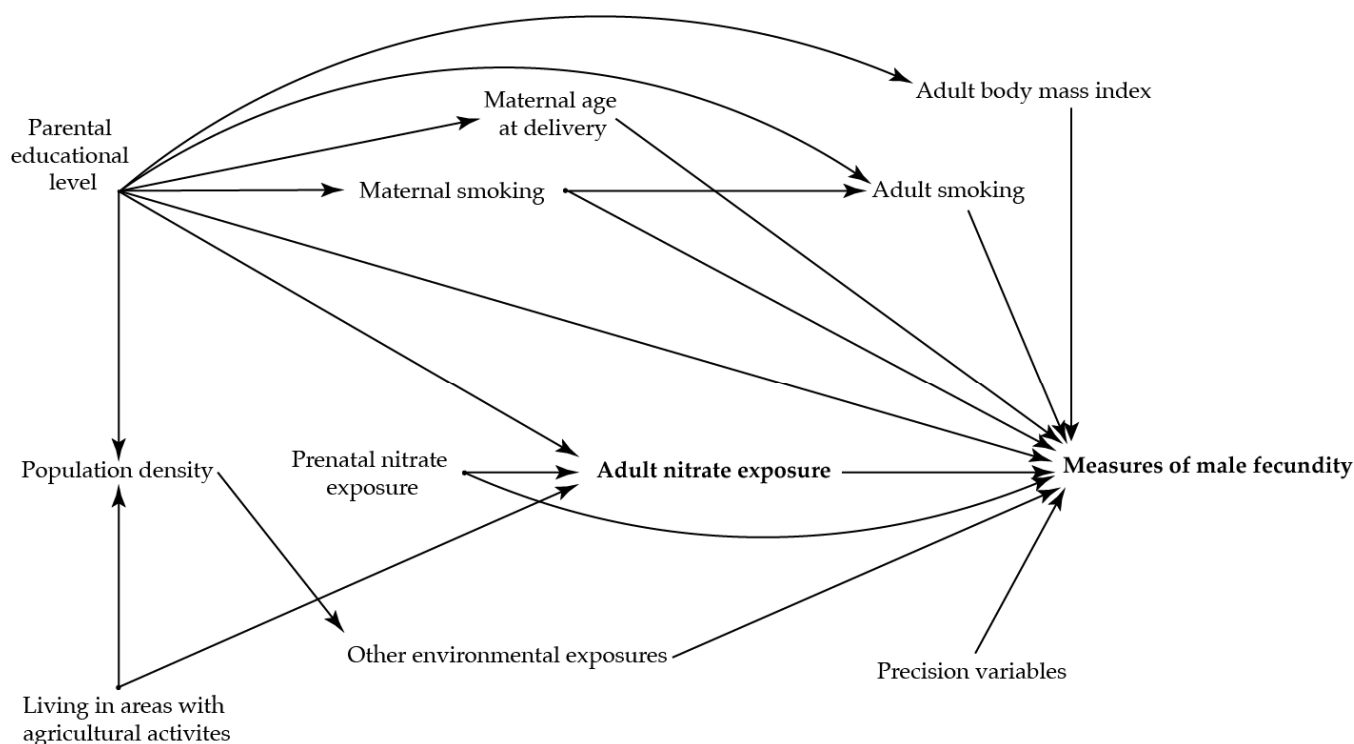 Adult body mass index
Maternal age
at delivery
Parental
educational
level
Maternal smoking
Adult smoking
Population density
Prenatal nitrate
exposure
Adult nitrate exposure
Measures of male fecundity
Other environmental exposures
Precision variables
Living in areas with
agricultural activites